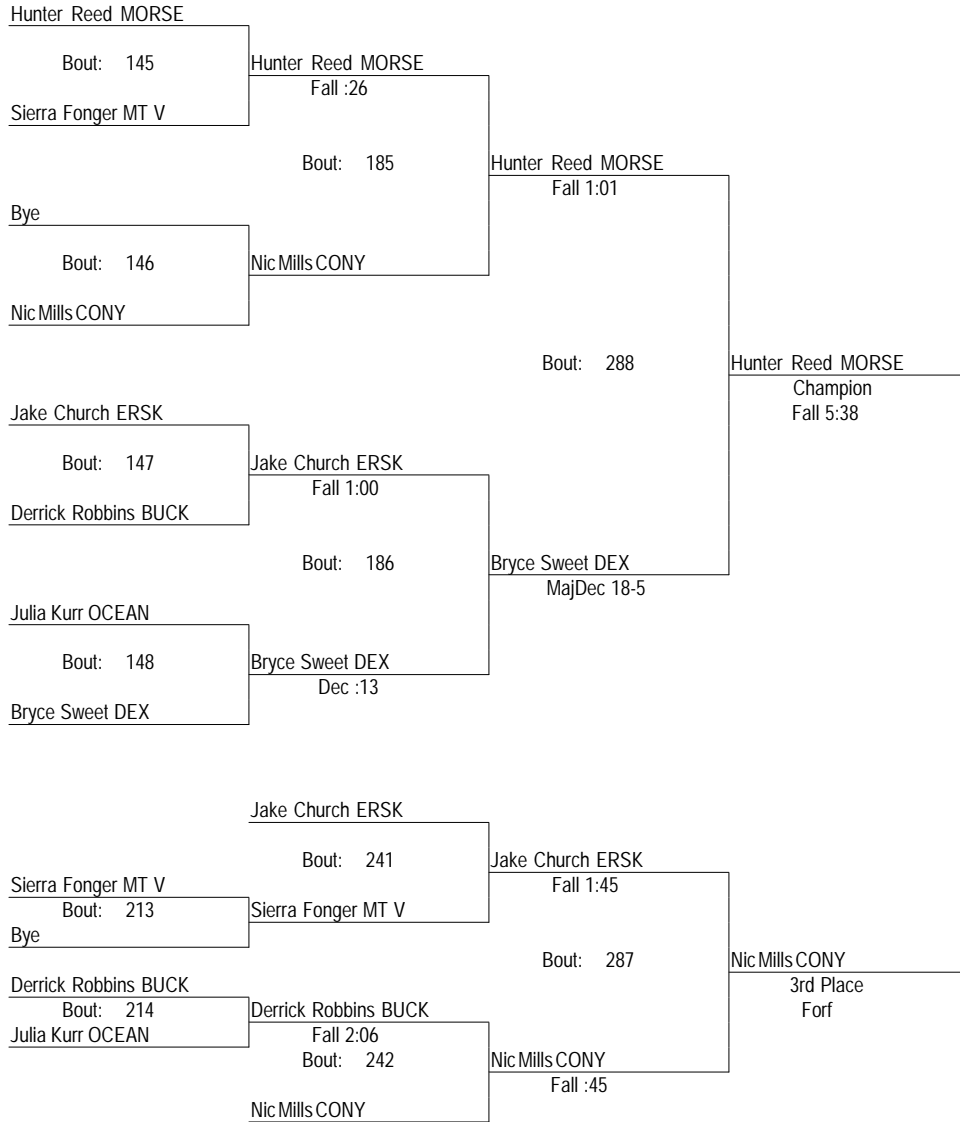 Hunter Reed MORSE
Bout: 145
Hunter Reed MORSE
Fall :26
Sierra Fonger MT V
Bout: 185
Hunter Reed MORSE
Fall 1:01
Bye
Bout: 146
Nic Mills CONY
Nic Mills CONY
Bout: 288
Hunter Reed MORSE
Champion
Fall 5:38
Jake Church ERSK
Bout: 147
Jake Church ERSK
Fall 1:00
Derrick Robbins BUCK
Bout: 186
Bryce Sweet DEX
MajDec 18-5
Julia Kurr OCEAN
Bout: 148
Bryce Sweet DEX
Dec :13
Bryce Sweet DEX
Jake Church ERSK
Bout: 241
Jake Church ERSK
Fall 1:45
Sierra Fonger MT V
Bout: 213
Sierra Fonger MT V
Bye
Bout: 287
Nic Mills CONY
3rd Place
Forf
Derrick Robbins BUCK
Bout: 214
Derrick Robbins BUCK
Fall 2:06
Julia Kurr OCEAN
Bout: 242
Nic Mills CONY
Fall :45
Nic Mills CONY